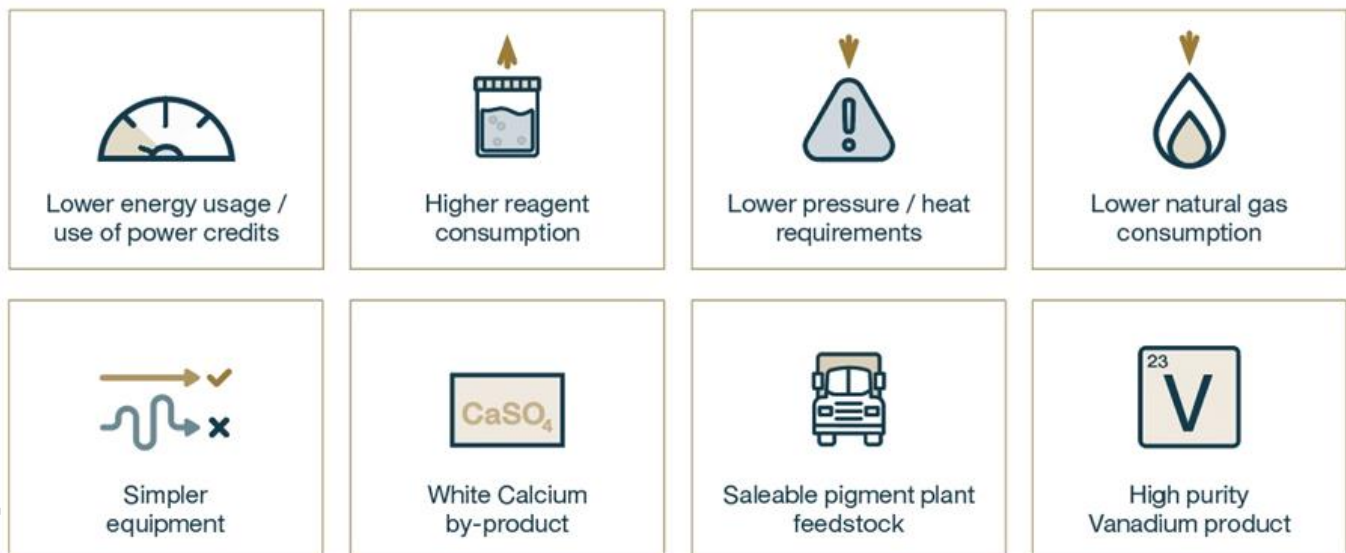 Lower energy usage /
use of power credits
Higher reagent
consumption
Lower pressure / heat
requirements
Lower natural gas
consumption
CaSO₄
23
V
Simpler
equipment
White Calcium
by-product
Saleable pigment plant
feedstock
High purity
Vanadium product